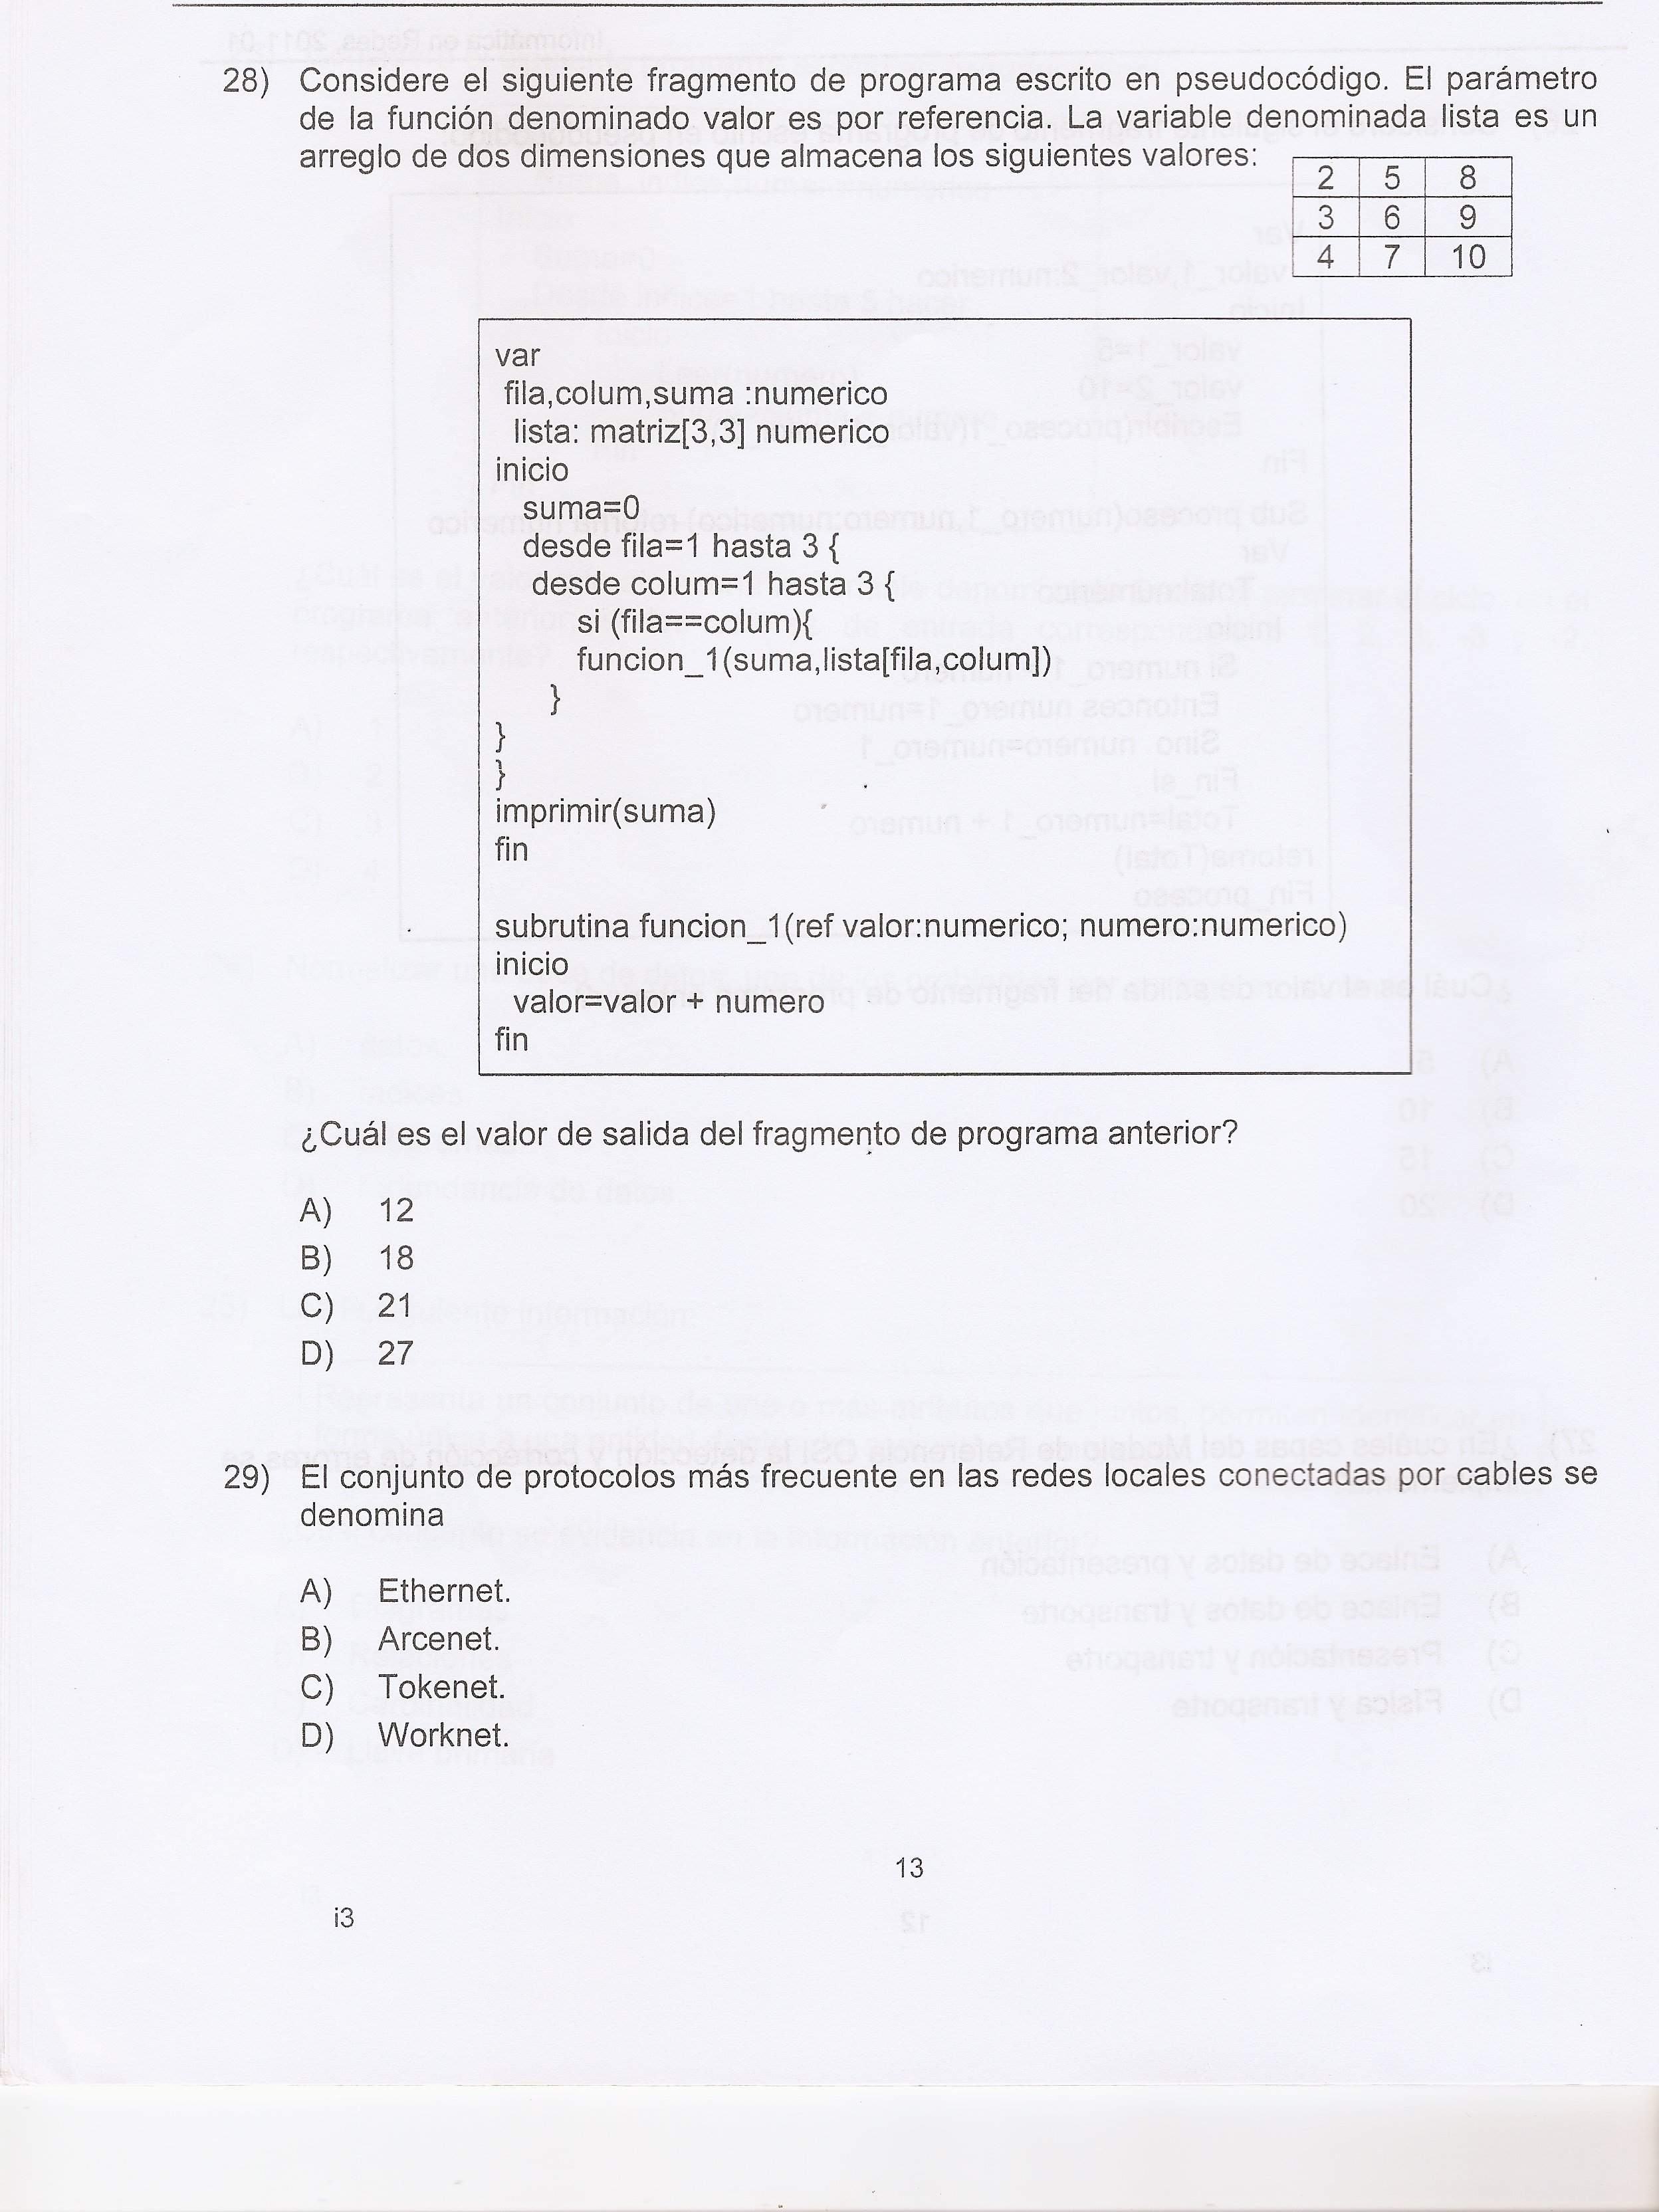 28) Considere el siguiente fragmento de programa escrito en pseudocódigo. El parámetro
de la función denominado valor es por referencia. La variable denominada lista es un
arreglo de dos dimensiones que almacena los siguientes valores:
2 5 8
3 6 9
4 7 10
var
fila,colum,suma :numerico
lista: matriz[3,3] numerico
inicio
suma=0
desde fila=1 hasta 3 {
desde colum=1 hasta 3 {
si (fila==colum){
funcion_1(suma,lista[fila,colum])
}
}
}
imprimir(suma)
fin
subrutina funcion_1(ref valor:numerico; numero:numerico)
inicio
valor=valor + numero
fin
¿Cuál es el valor de salida del fragmento de programa anterior?
A) 12
B) 18
C) 21
D) 27
29) El conjunto de protocolos más frecuente en las redes locales conectadas por cables se
denomina
A) Ethernet.
B) Arcenet.
C) Tokenet.
D) Worknet.
13
i3